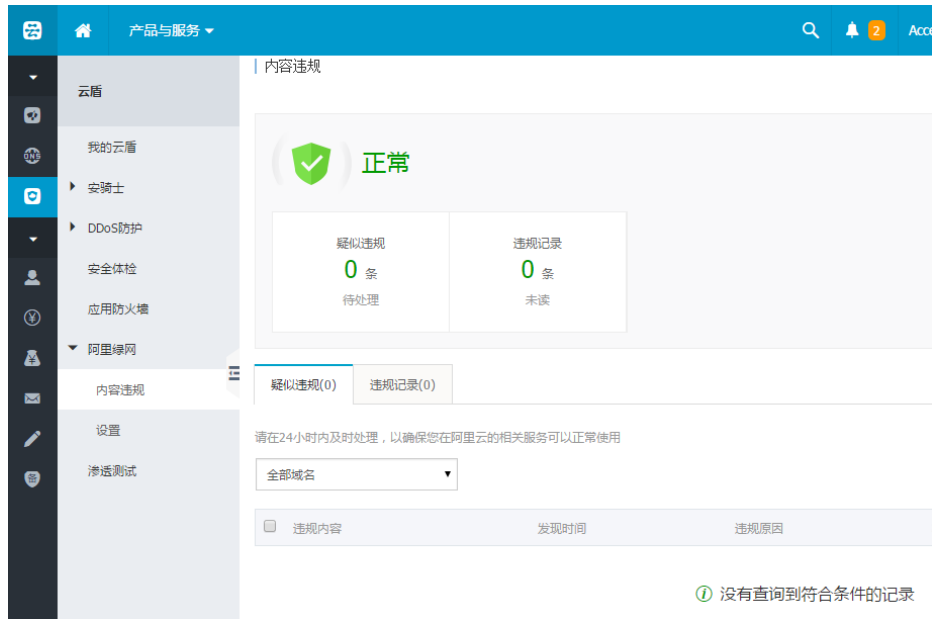 产品与服务
2
Acco
DNS
云盾
我的云盾
安骑士
DDoS防护
安全体检
应用防火墙
阿里绿网
内容违规
设置
渗透测试
内容违规
正常
疑似违规
0 条
待处理
违规记录
0 条
未读
疑似违规(0)
违规记录(0)
请在24小时内及时处理，以确保您在阿里云的相关服务可以正常使用
全部域名
违规内容
发现时间
违规原因
没有查询到符合条件的记录